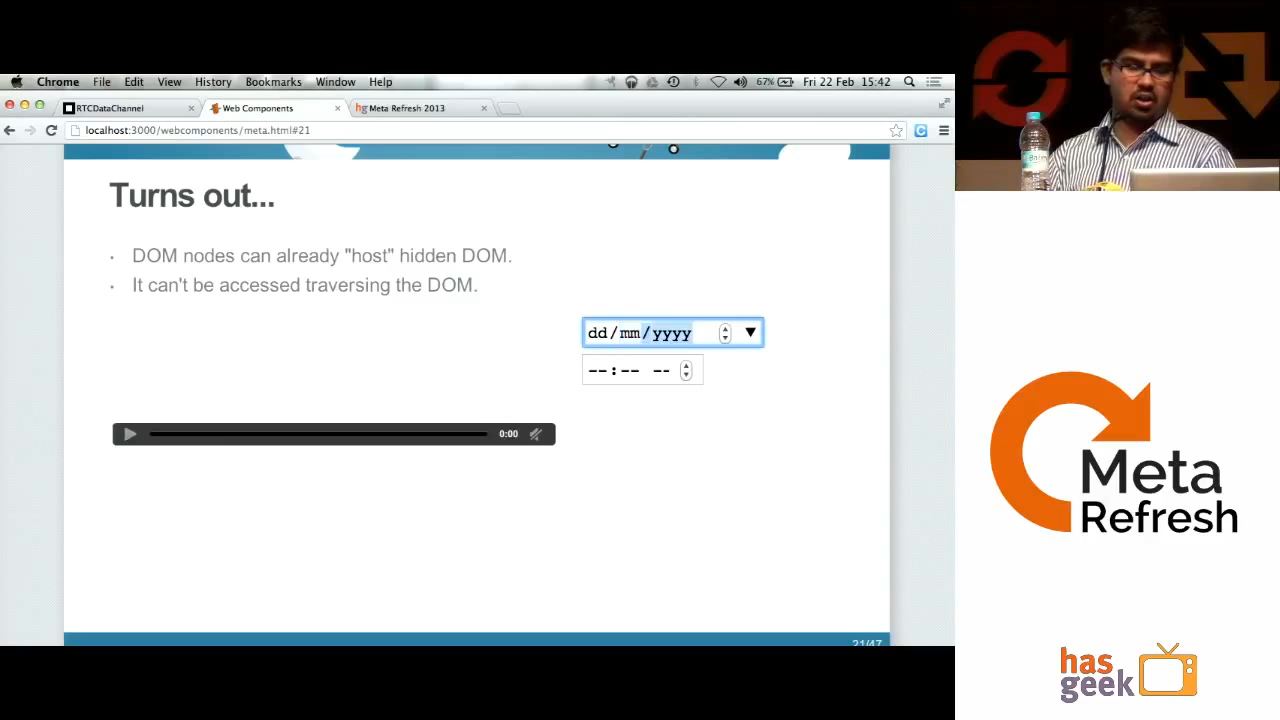 Chrome File Edit View History Bookmarks Window Help 67% Fri 22 Feb 15:42
RTCDataChannel Web Components hg Meta Refresh 2013
localhost:3000/webcomponents/meta.html#21
Turns out...
· DOM nodes can already "host" hidden DOM.
· It can't be accessed traversing the DOM.
dd/mm/yyyy
--:-- --
0:00
21/47
Meta
Refresh
has
geek